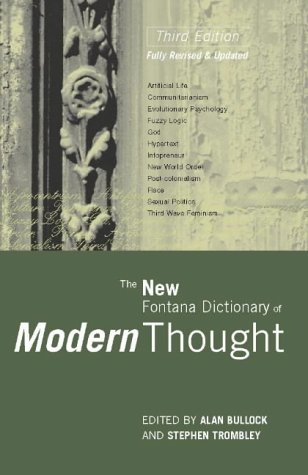 Third Edition
Fully Revised & Updated
Artificial Life
Communitarianism
Evolutionary Psychology
Fuzzy Logic
God
Hypertext
Intopreneur
New World Order
Post-colonialism
Race
Sexual Politics
Third Wave Feminism
The New
Fontana Dictionary of
Modern Thought
EDITED BY ALAN BULLOCK
AND STEPHEN TROMBLEY